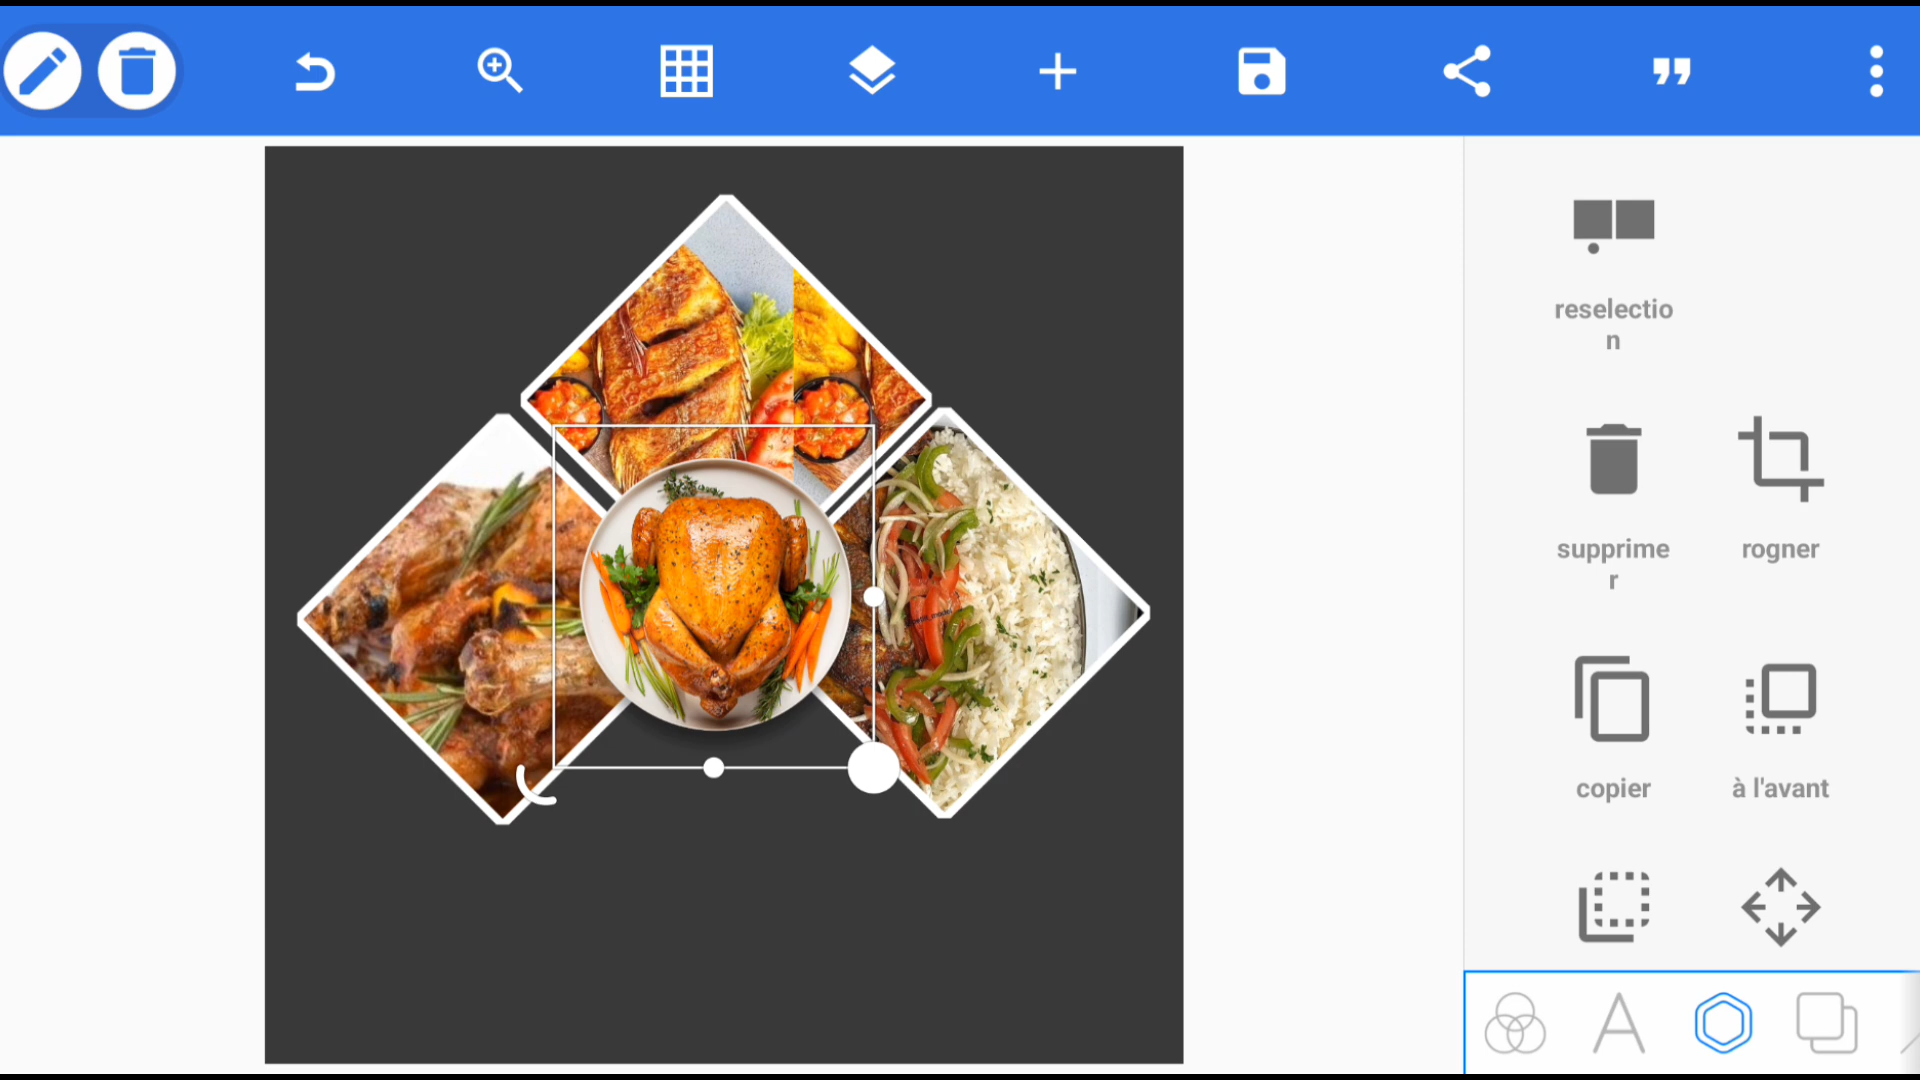 reselectio
n
supprime
r
rogner
copier
à l'avant